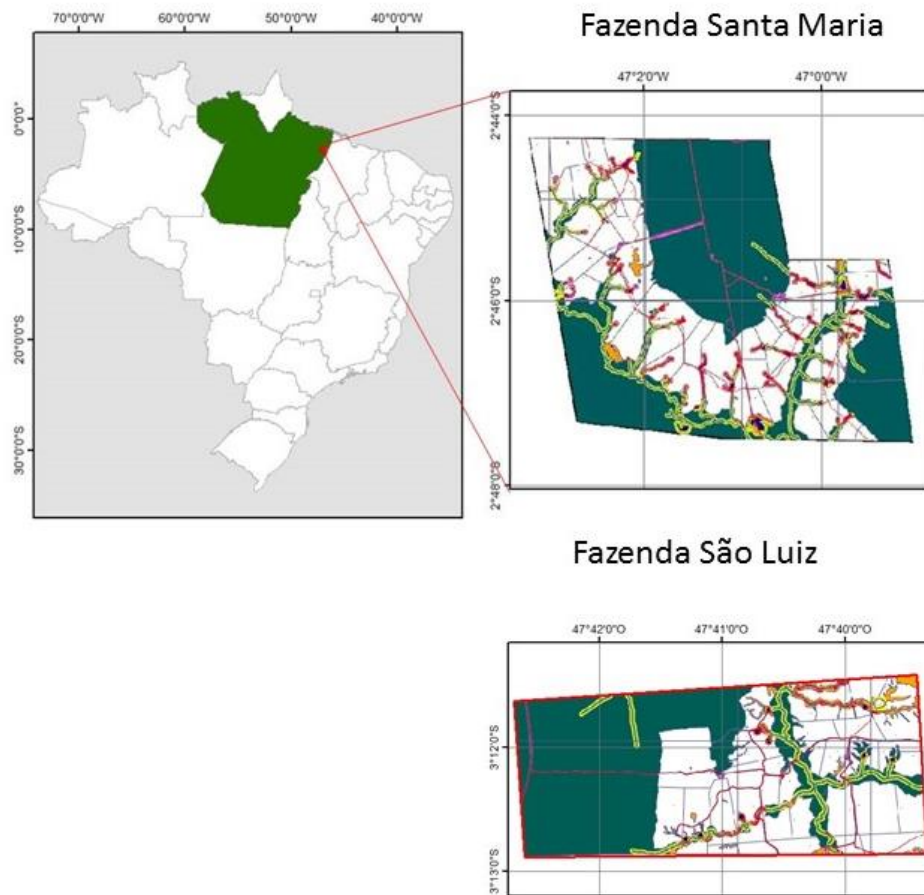 Fazenda Santa Maria
70°0'0"W 60°0'0"W 50°0'0"W 40°0'0"W
0°0'0"S
10°0'0"S
20°0'0"S
30°0'0"S
47°2'0"W 47°0'0"W
2°44'0"S
2°46'0"S
2°48'0"S
Fazenda São Luiz
47°42'0"O 47°41'0"O 47°40'0"O
3°12'0"S
3°13'0"S